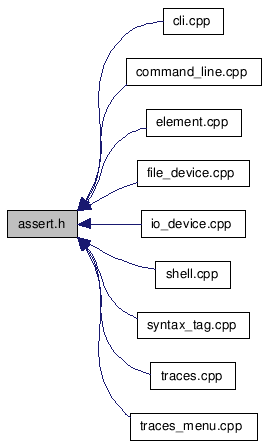 cli.cpp
command_line.cpp
element.cpp
file_device.cpp
assert.h
io_device.cpp
shell.cpp
syntax_tag.cpp
traces.cpp
traces_menu.cpp